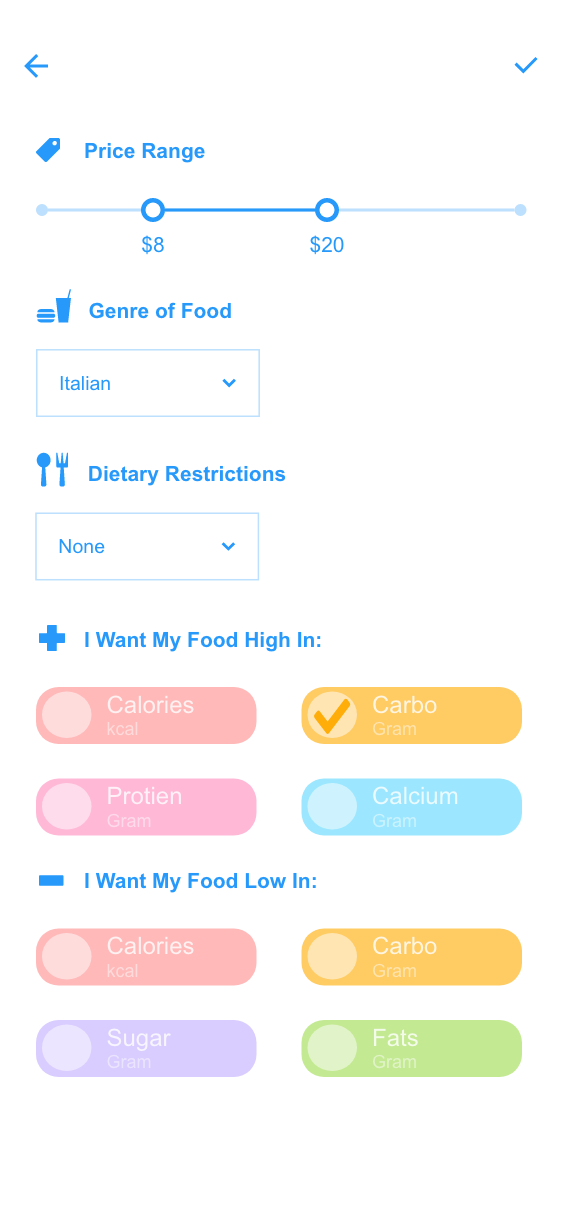 Price Range
$8
$20
Genre of Food
Italian
Dietary Restrictions
None
I Want My Food High In:
Calories
kcal
Carbo
Gram
Protien
Gram
Calcium
Gram
I Want My Food Low In:
Calories
kcal
Carbo
Gram
Sugar
Gram
Fats
Gram